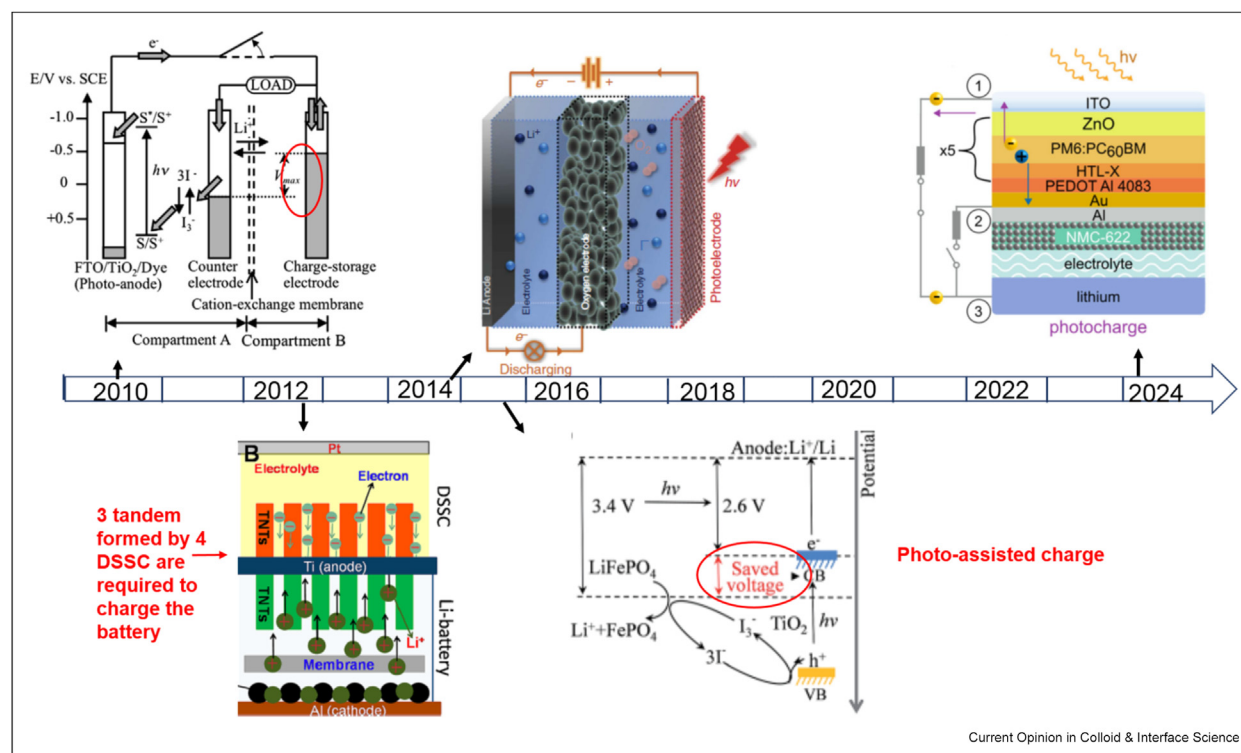 e-
E/V vs. SCE
LOAD
-1.0
-0.5
0
+0.5
S*/S+
hν
S/S+
3I-
I3-
Li+
Vmax
FTO/TiO2/Dye
(Photo-anode)
Counter
electrode
Charge-storage
electrode
Cation-exchange membrane
Compartment A
Compartment B
e-
− +
e-
Li+
hν
Li Anode
Electrolyte
Oxygen electrode
Electrolyte
Photoelectrode
e-
Discharging
hν
1
ITO
ZnO
x5
PM6:PC60BM
HTL-X
PEDOT Al 4083
Au
2
Al
NMC-622
electrolyte
lithium
3
photocharge
2010
2012
2014
2016
2018
2020
2022
2024
3 tandem
formed by 4
DSSC are
required to
charge the
battery
B
Pt
Electrolyte
Electron
TNTs
TNTs
DSSC
Ti (anode)
TNTs
TNTs
Li+
Membrane
Li-battery
Al (cathode)
Anode:Li+/Li
Potential
3.4 V
hν
2.6 V
e-
Saved
voltage
CB
LiFePO4
TiO2
hν
Li++FePO4
I3-
3I-
h+
VB
Photo-assisted charge
Current Opinion in Colloid & Interface Science